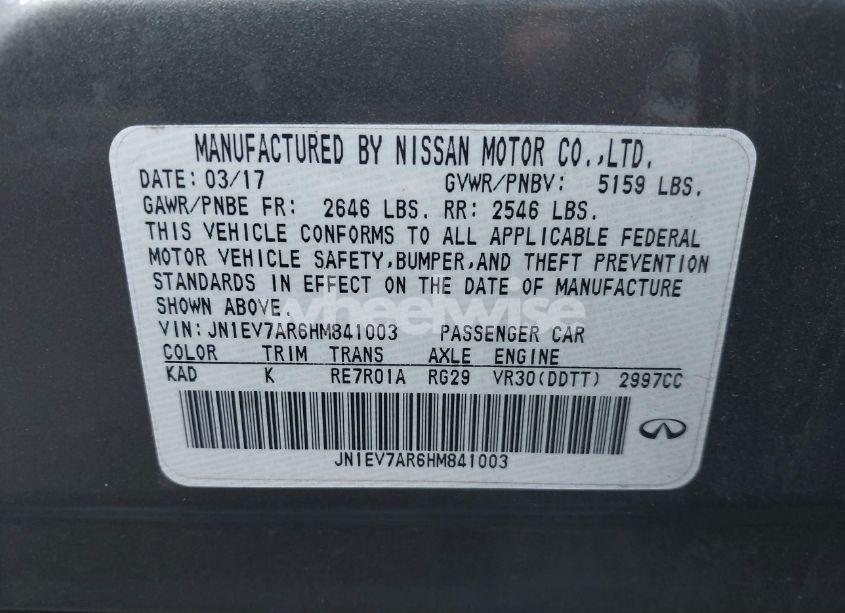 MANUFACTURED BY NISSAN MOTOR CO.,LTD.
DATE: 03/17 GVWR/PNBV: 5159 LBS.
GAWR/PNBE FR: 2646 LBS. RR: 2546 LBS.
THIS VEHICLE CONFORMS TO ALL APPLICABLE FEDERAL
MOTOR VEHICLE SAFETY,BUMPER,AND THEFT PREVENTION
STANDARDS IN EFFECT ON THE DATE OF MANUFACTURE
SHOWN ABOVE.
wheelwise
VIN:JN1EV7AR6HM841003 PASSENGER CAR
COLOR TRIM TRANS AXLE ENGINE
KAD K RE7R01A RG29 VR30(DDTT) 2997CC
JN1EV7AR6HM841003